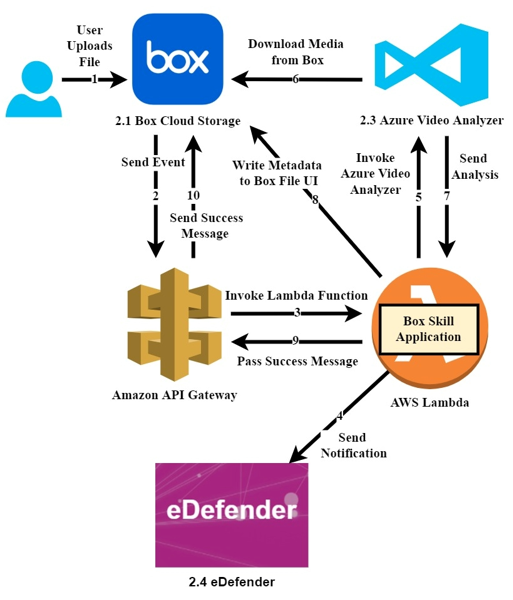 User
Uploads
File
1
box
Download Media
from Box
6
2.1 Box Cloud Storage
2.3 Azure Video Analyzer
Send Event
2
10
Send Success
Message
Write Metadata
to Box File UI
8
Invoke
Azure Video
Analyzer
5
Send
Analysis
7
Invoke Lambda Function
3
9
Pass Success Message
Box Skill
Application
Amazon API Gateway
AWS Lambda
4
Send
Notification
eDefender
2.4 eDefender